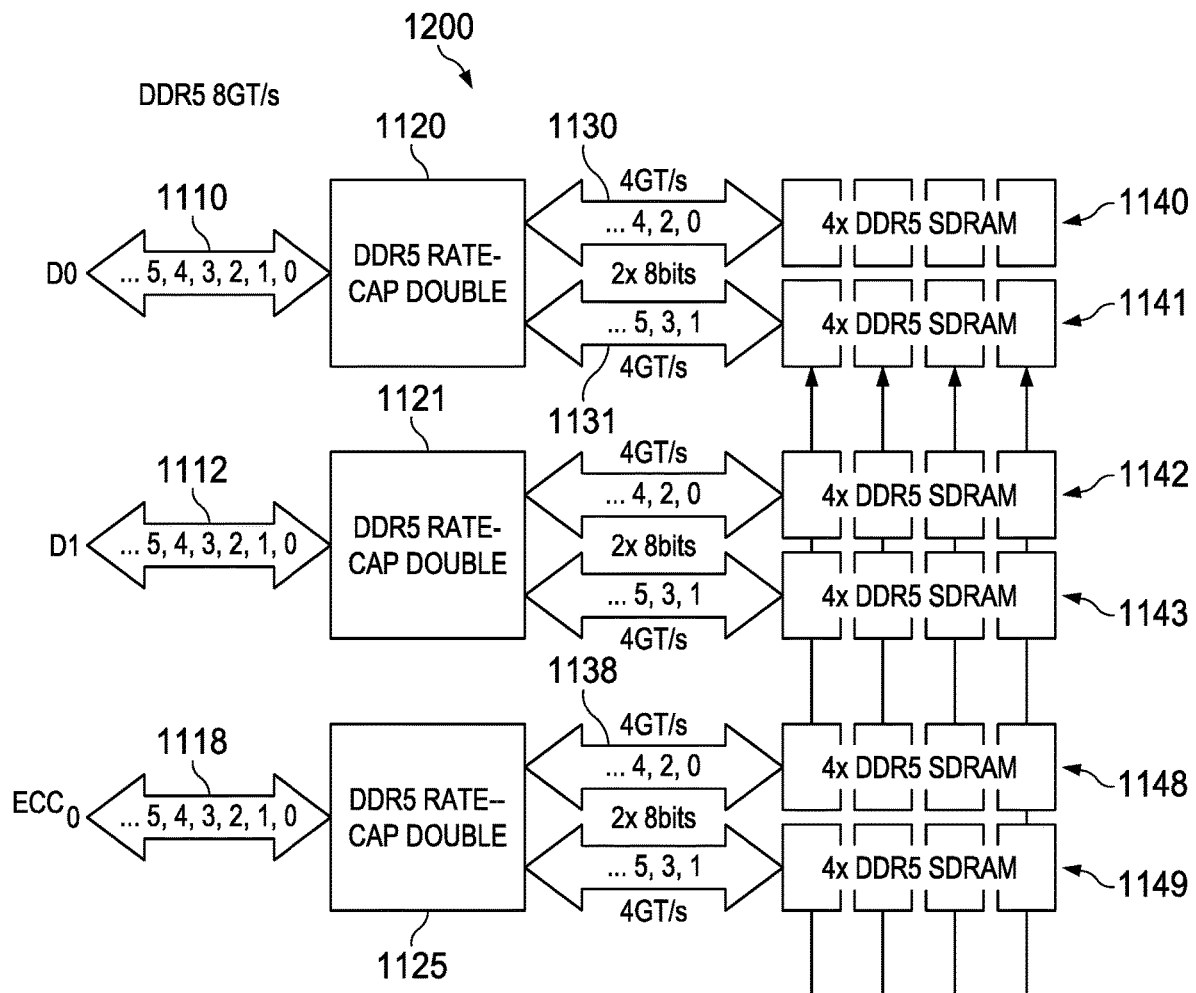 1200
DDR5 8GT/s
1120
1130
1110
4GT/s
1140
... 4, 2, 0
4x DDR5 SDRAM
D0
... 5, 4, 3, 2, 1, 0
DDR5 RATE-
CAP DOUBLE
2x 8bits
1141
... 5, 3, 1
4x DDR5 SDRAM
4GT/s
1131
1121
1112
4GT/s
1142
... 4, 2, 0
4x DDR5 SDRAM
D1
... 5, 4, 3, 2, 1, 0
DDR5 RATE-
CAP DOUBLE
2x 8bits
... 5, 3, 1
4x DDR5 SDRAM
1143
4GT/s
1138
1118
4GT/s
... 4, 2, 0
4x DDR5 SDRAM
1148
ECC0
... 5, 4, 3, 2, 1, 0
DDR5 RATE--
CAP DOUBLE
2x 8bits
... 5, 3, 1
4x DDR5 SDRAM
1149
4GT/s
1125